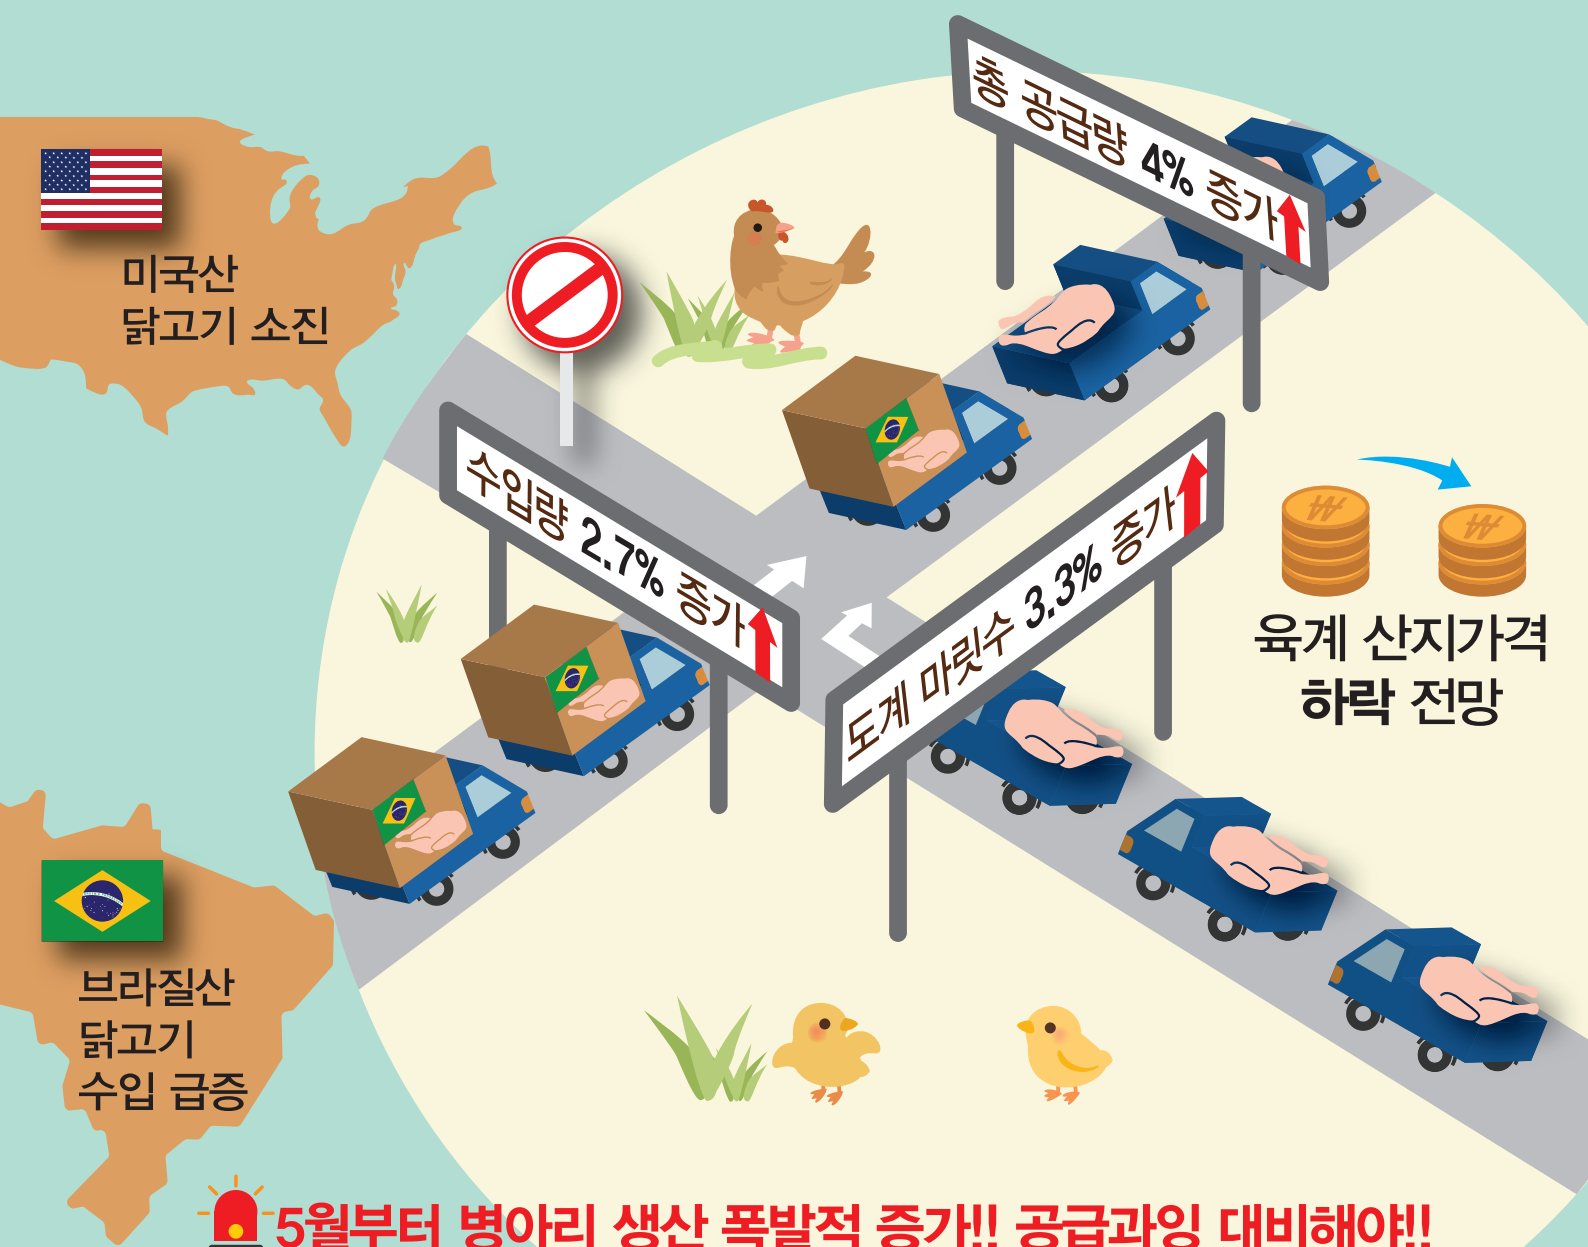 총 공급량 4% 증가
미국산
닭고기 소진
수입량 2.7% 증가
도계 마릿수 3.3% 증가
육계 산지가격
하락 전망
브라질산
닭고기
수입 급증
5월부터 병아리 생산 폭발적 증가!! 공급과잉 대비해야!!